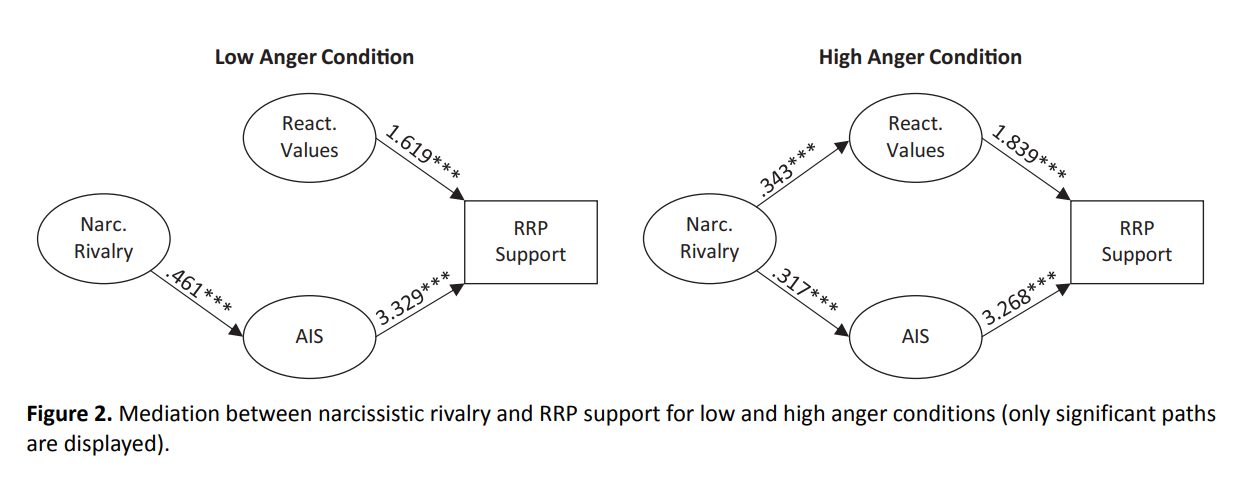 Low Anger Condition
React.
Values
1.619***
Narc.
Rivalry
RRP
Support
.461***
3.329***
AIS
High Anger Condition
React.
Values
.343***
1.839***
Narc.
Rivalry
RRP
Support
.317***
3.268***
AIS
Figure 2. Mediation between narcissistic rivalry and RRP support for low and high anger conditions (only significant paths
are displayed).